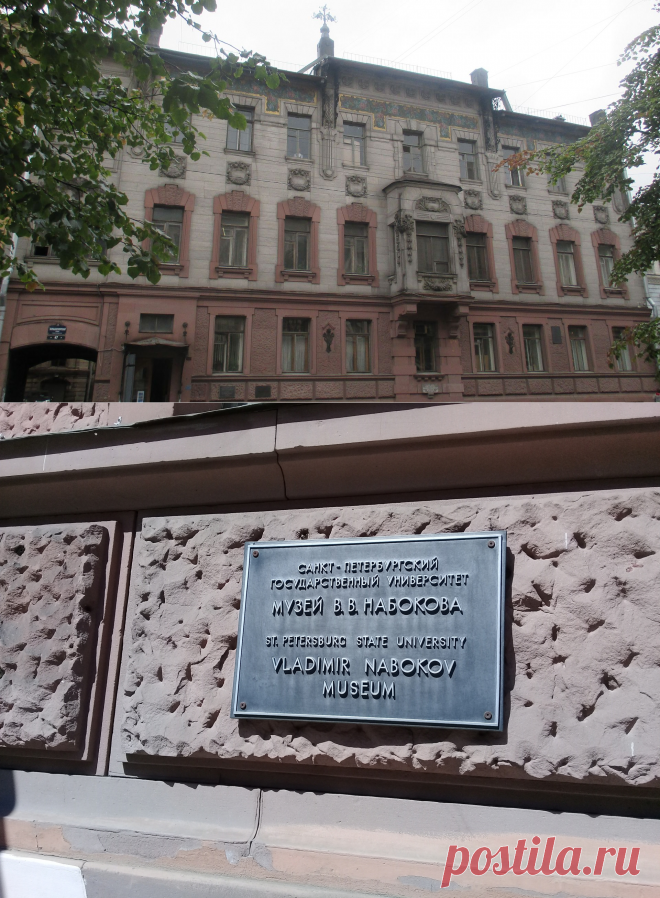 САНКТ-ПЕТЕРБУРГСКИЙ
ГОСУДАРСТВЕННЫЙ УНИВЕРСИТЕТ
МУЗЕЙ В.В. НАБОКОВА
ST. PETERSBURG STATE UNIVERSITY
VLADIMIR NABOKOV
MUSEUM
postila.ru